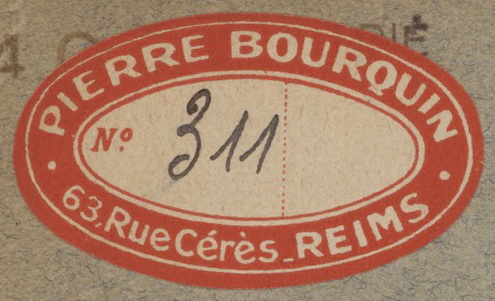 PIERRE BOURQUIN
Nº 311
63, Rue Cérès_REIMS